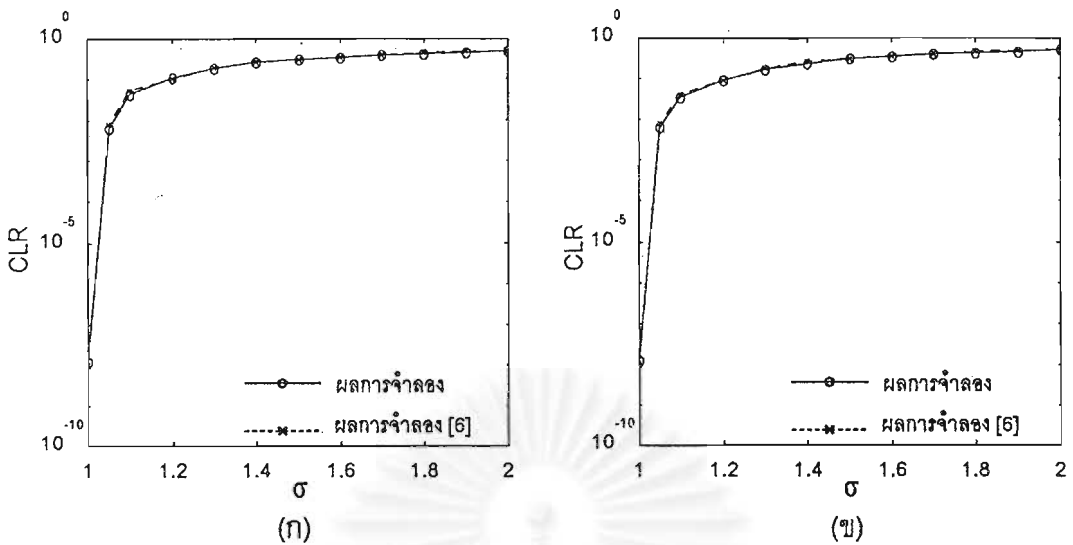 10^0
CLR
10^-5
10^-10
ผลการจำลอง
ผลการจำลอง [6]
1 1.2 1.4 1.6 1.8 2
σ
(ก)
10^0
CLR
10^-5
10^-10
ผลการจำลอง
ผลการจำลอง [6]
1 1.2 1.4 1.6 1.8 2
σ
(ข)